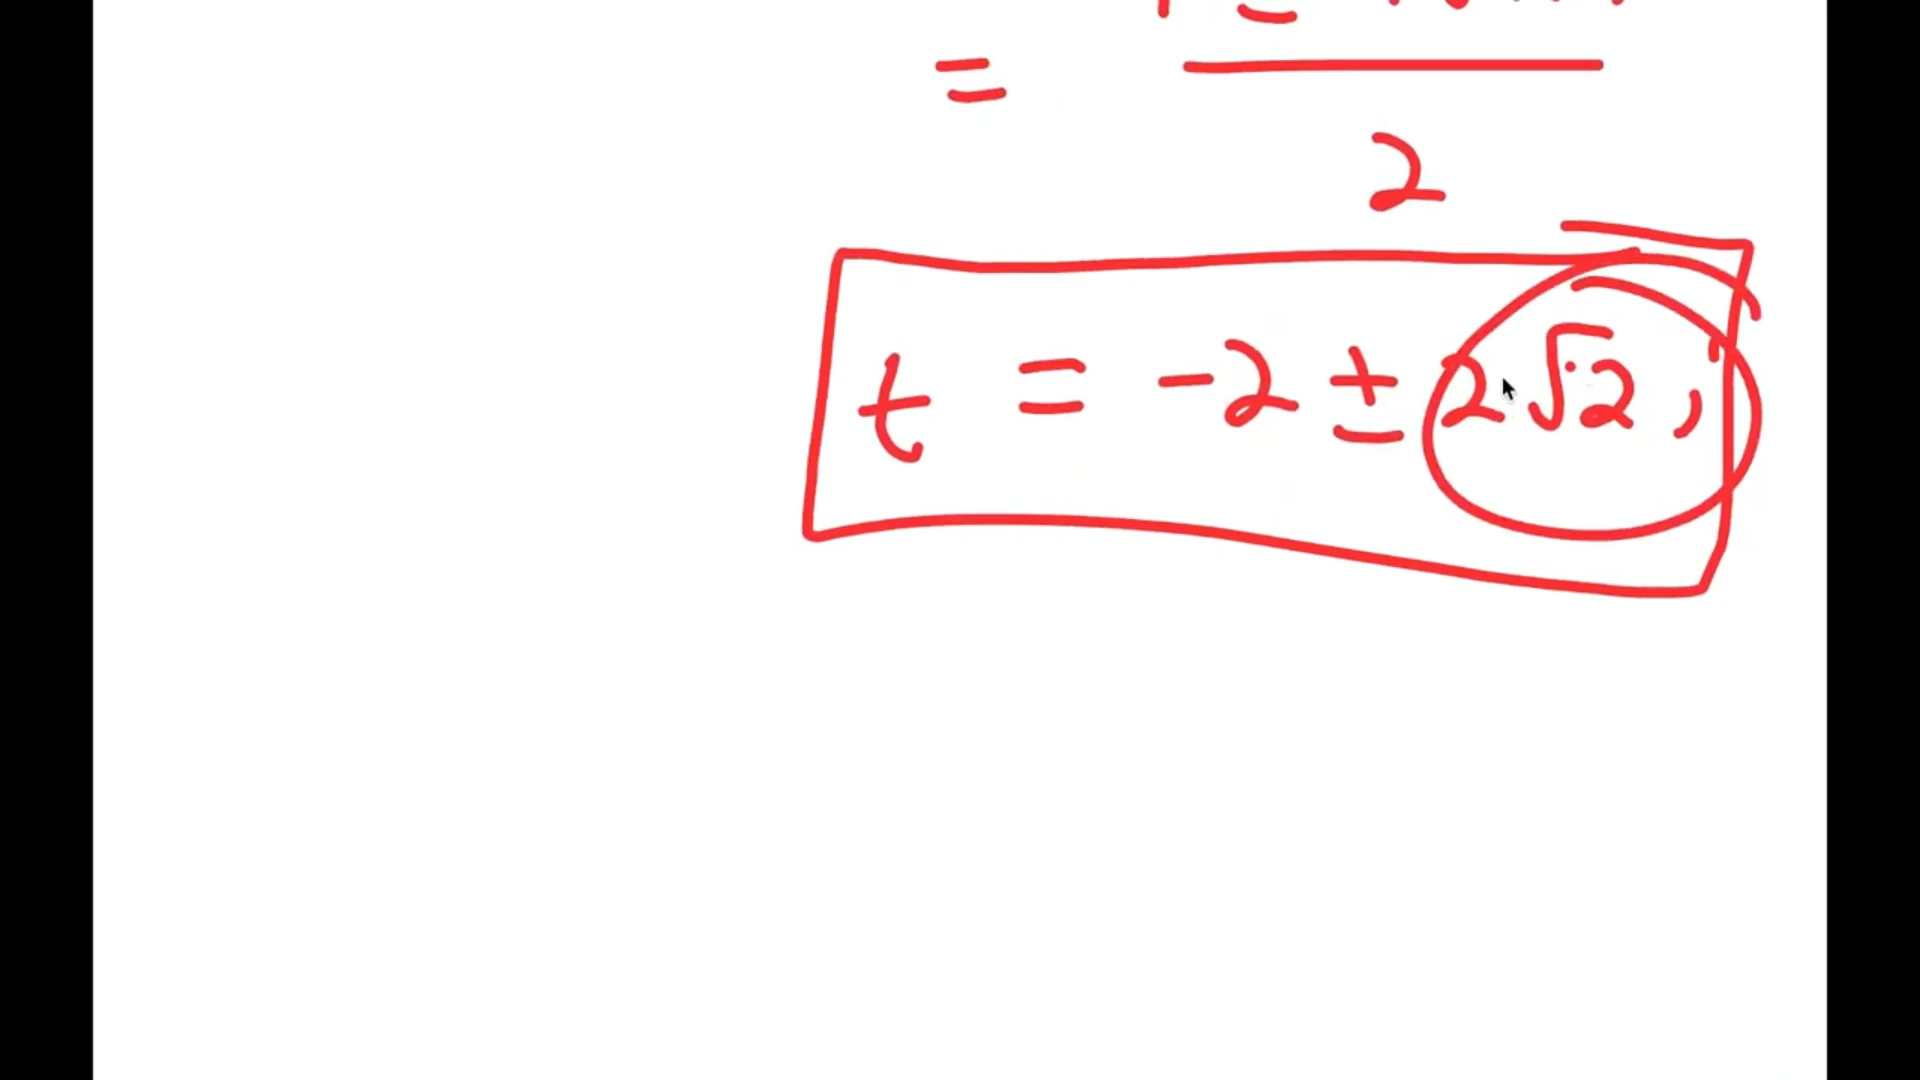 =
2
t = -2 ± 2√2,